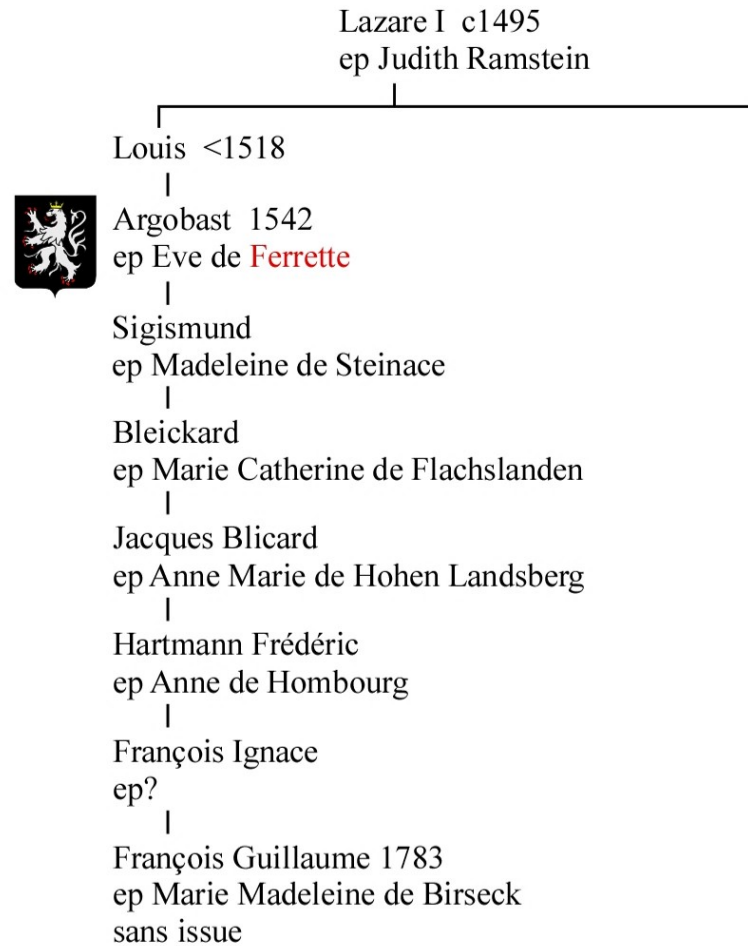 Lazare I c1495
ep Judith Ramstein
Louis <1518
Argobast 1542
ep Eve de Ferrette
Sigismund
ep Madeleine de Steinace
Bleickard
ep Marie Catherine de Flachslanden
Jacques Blicard
ep Anne Marie de Hohen Landsberg
Hartmann Frédéric
ep Anne de Hombourg
François Ignace
ep?
François Guillaume 1783
ep Marie Madeleine de Birseck
sans issue